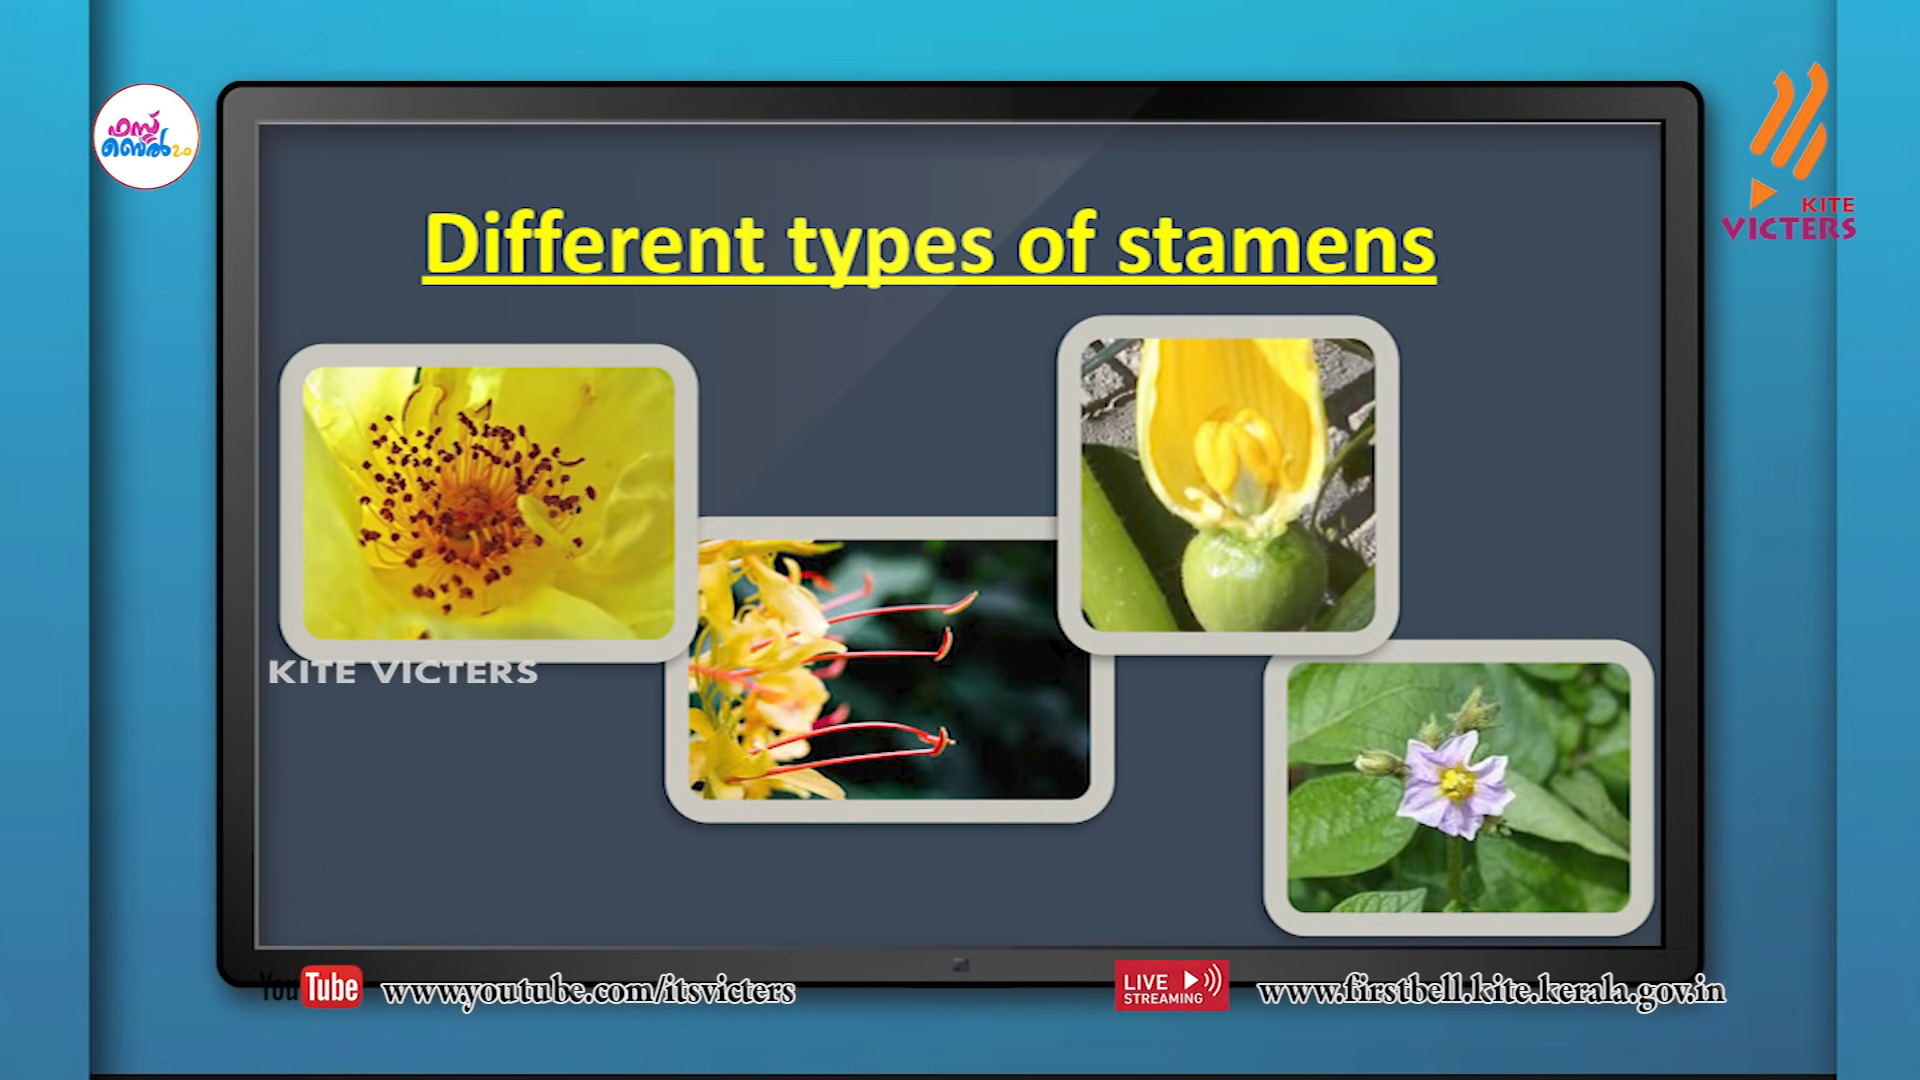 ഫസ്റ്റ്
ബെൽ 2.0
KITE
VICTERS
Different types of stamens
KITE VICTERS
YouTube www.youtube.com/itsvicters
LIVE STREAMING www.firstbell.kite.kerala.gov.in